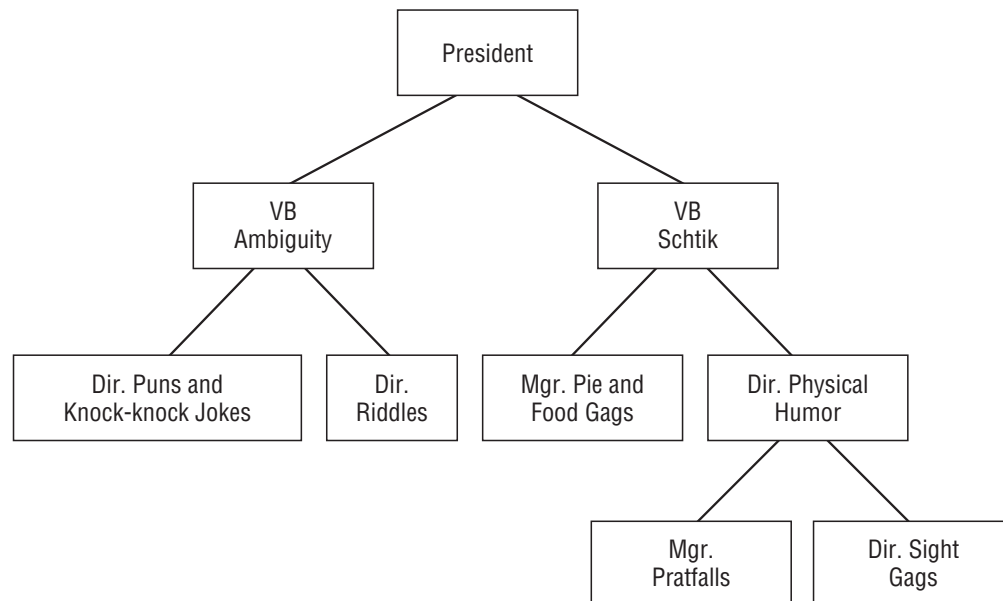 President
VB
Ambiguity
VB
Schtik
Dir. Puns and
Knock-knock Jokes
Dir.
Riddles
Mgr. Pie and
Food Gags
Dir. Physical
Humor
Mgr.
Pratfalls
Dir. Sight
Gags